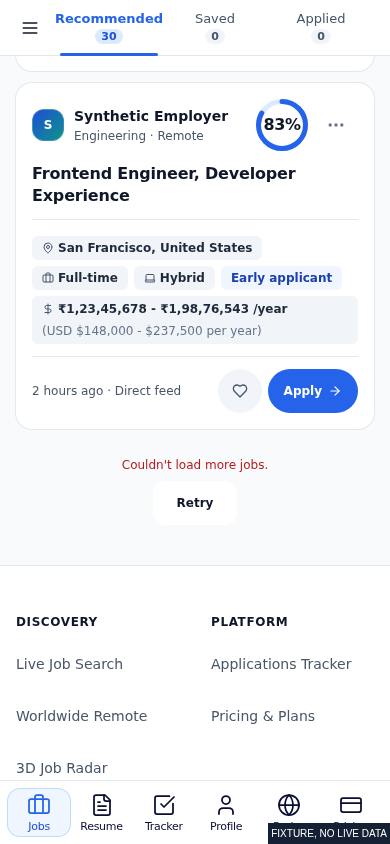 Recommended
30
Saved
0
Applied
0
S
Synthetic Employer
Engineering · Remote
83%
Frontend Engineer, Developer
Experience
San Francisco, United States
Full-time
Hybrid
Early applicant
₹1,23,45,678 - ₹1,98,76,543 /year
(USD $148,000 - $237,500 per year)
2 hours ago · Direct feed
Apply
Couldn't load more jobs.
Retry
DISCOVERY
PLATFORM
Live Job Search
Applications Tracker
Worldwide Remote
Pricing & Plans
3D Job Radar
Jobs
Resume
Tracker
Profile
FIXTURE, NO LIVE DATA